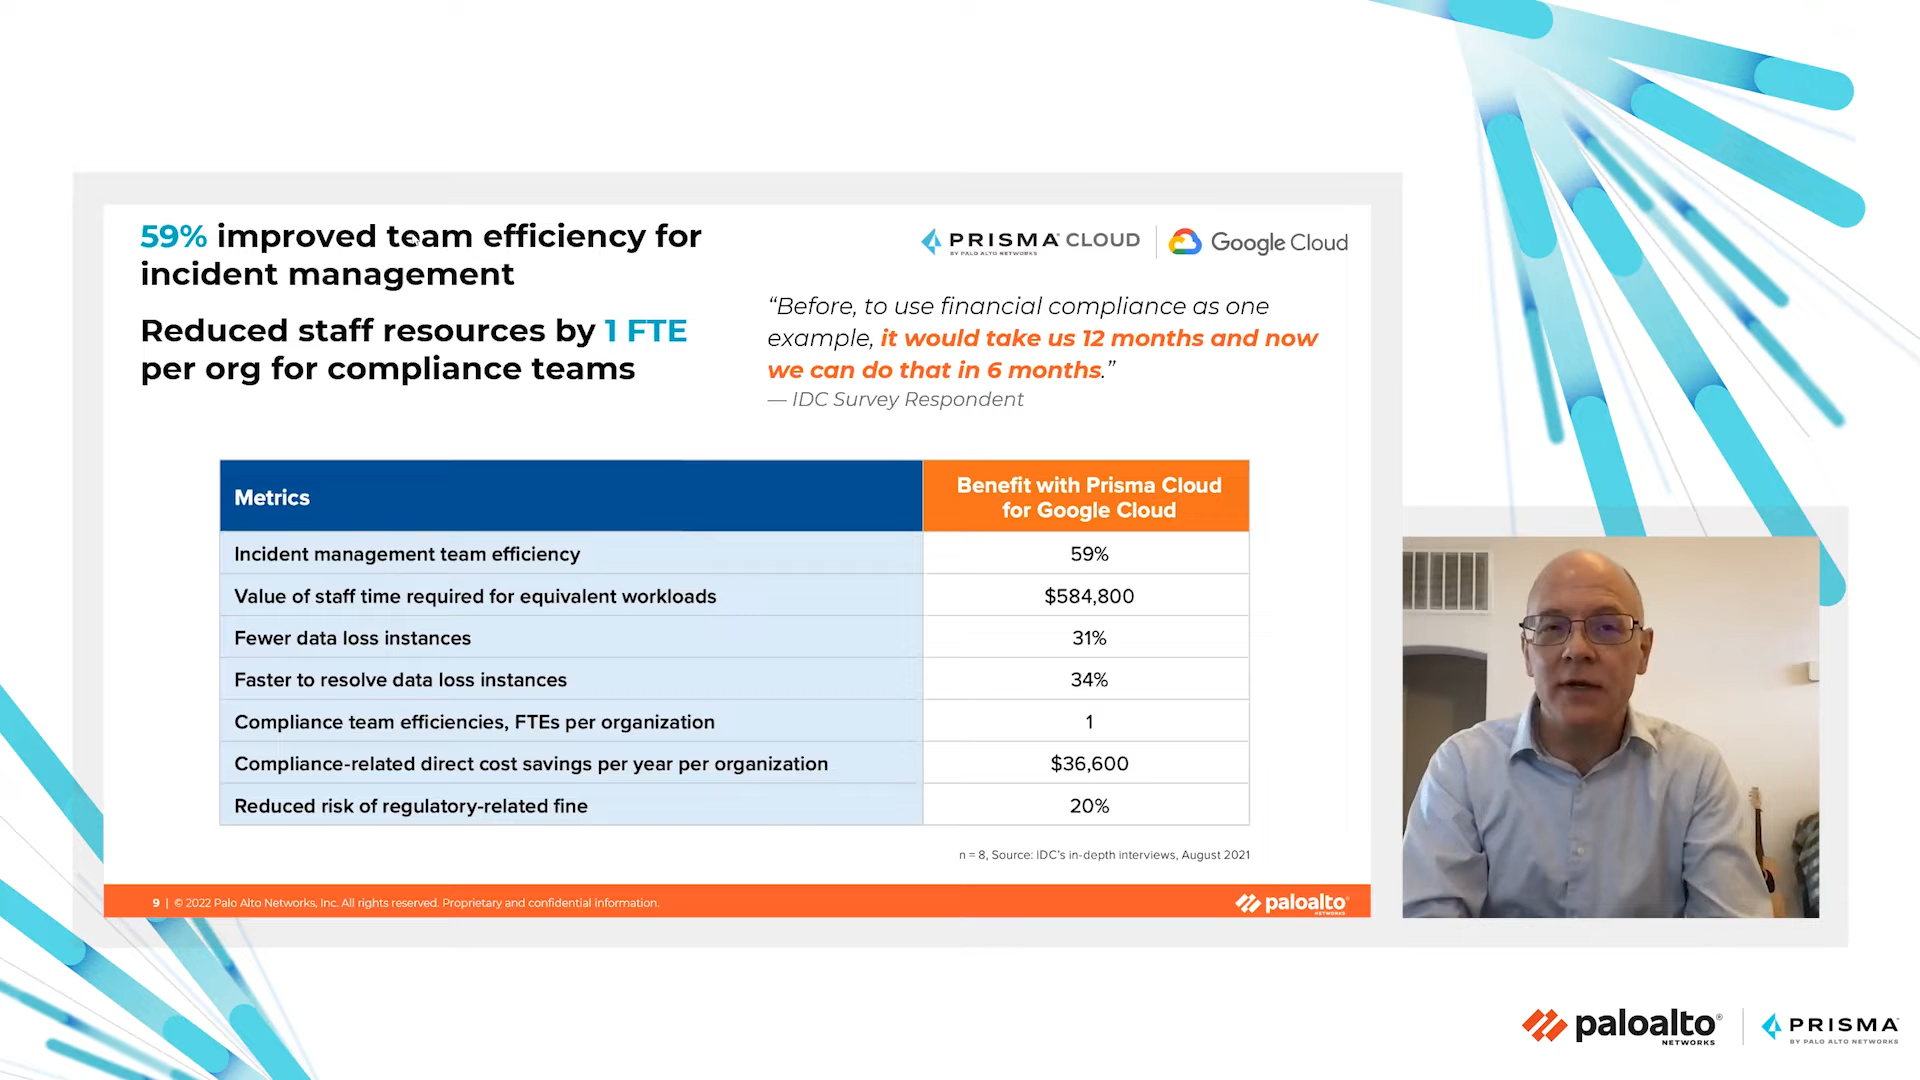 59% improved team efficiency for
incident management
Reduced staff resources by 1 FTE
per org for compliance teams
PRISMA CLOUD
BY PALO ALTO NETWORKS
Google Cloud
“Before, to use financial compliance as one
example, it would take us 12 months and now
we can do that in 6 months.”
— IDC Survey Respondent
Metrics
Benefit with Prisma Cloud
for Google Cloud
Incident management team efficiency 59%
Value of staff time required for equivalent workloads $584,800
Fewer data loss instances 31%
Faster to resolve data loss instances 34%
Compliance team efficiencies, FTEs per organization 1
Compliance-related direct cost savings per year per organization $36,600
Reduced risk of regulatory-related fine 20%
n = 8, Source: IDC’s in-depth interviews, August 2021
9 | © 2022 Palo Alto Networks, Inc. All rights reserved. Proprietary and confidential information.
paloalto
NETWORKS
paloalto®
NETWORKS
PRISMA
BY PALO ALTO NETWORKS